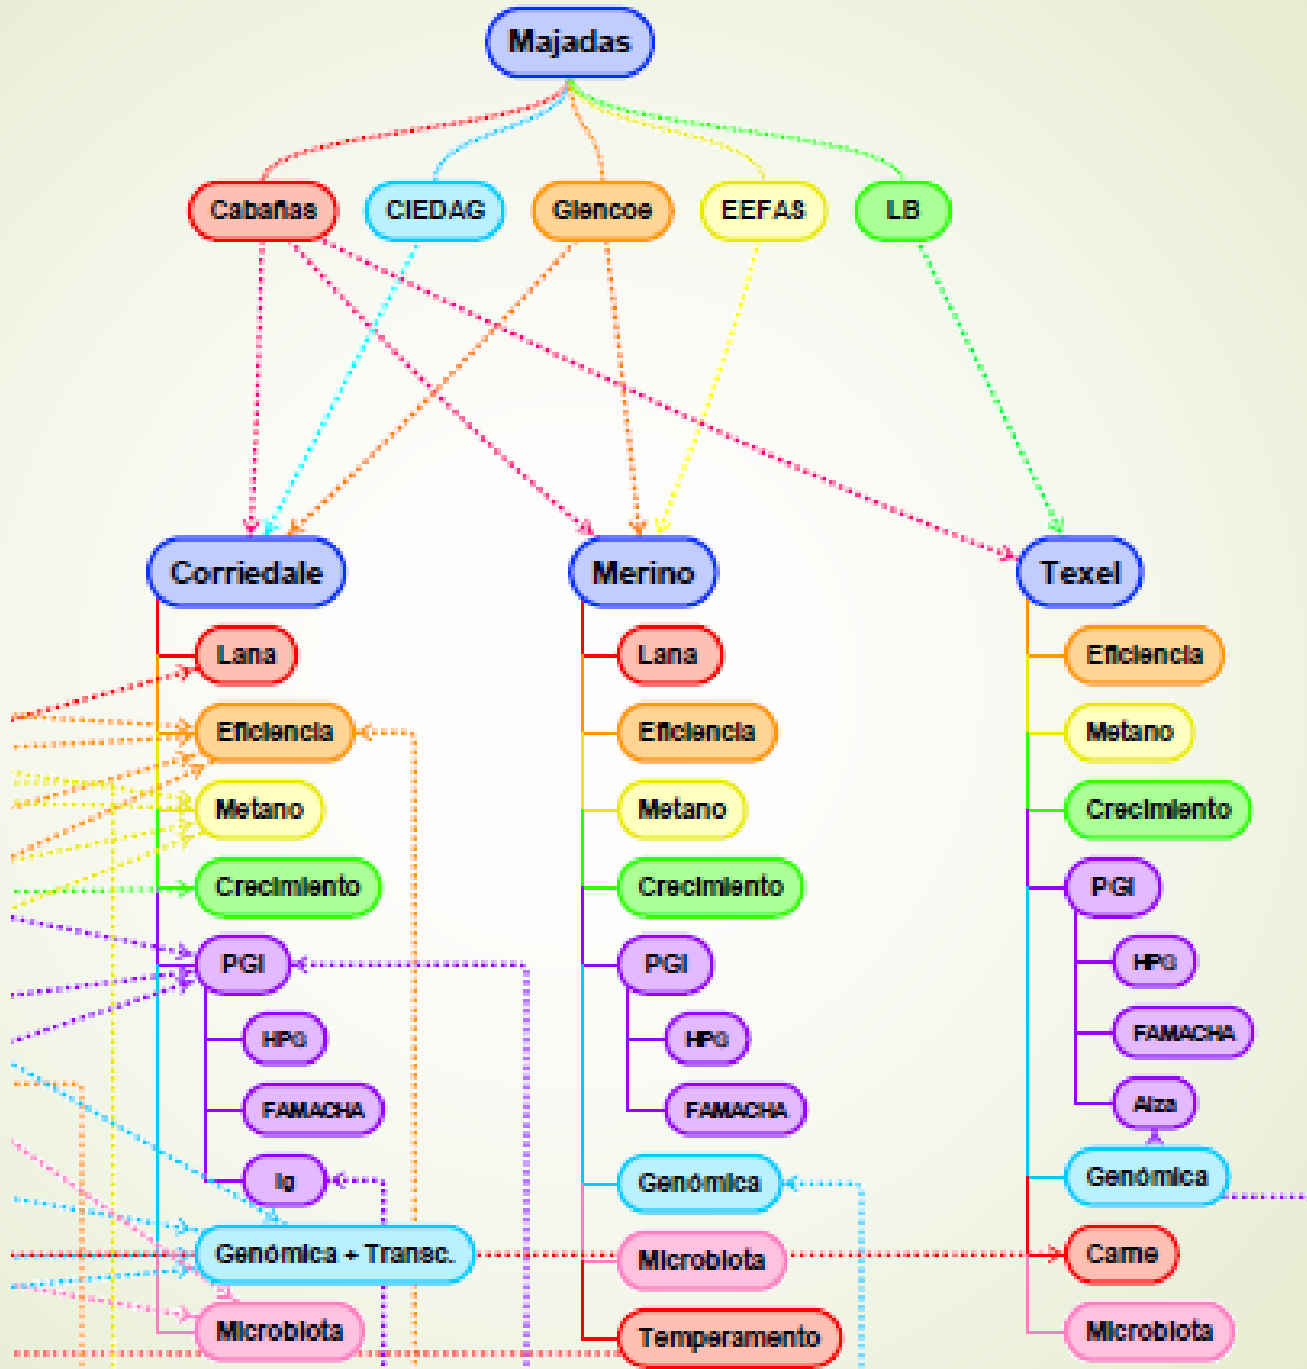 Majadas
Cabañas
CIEDAG
Glencoe
EEFAS
LB
Corriedale
Lana
Eficiencia
Metano
Crecimiento
PGI
HPG
FAMACHA
Ig
Genómica + Transc.
Microbiota
Merino
Lana
Eficiencia
Metano
Crecimiento
PGI
HPG
FAMACHA
Genómica
Microbiota
Temperamento
Texel
Eficiencia
Metano
Crecimiento
PGI
HPG
FAMACHA
Alza
Genómica
Carne
Microbiota